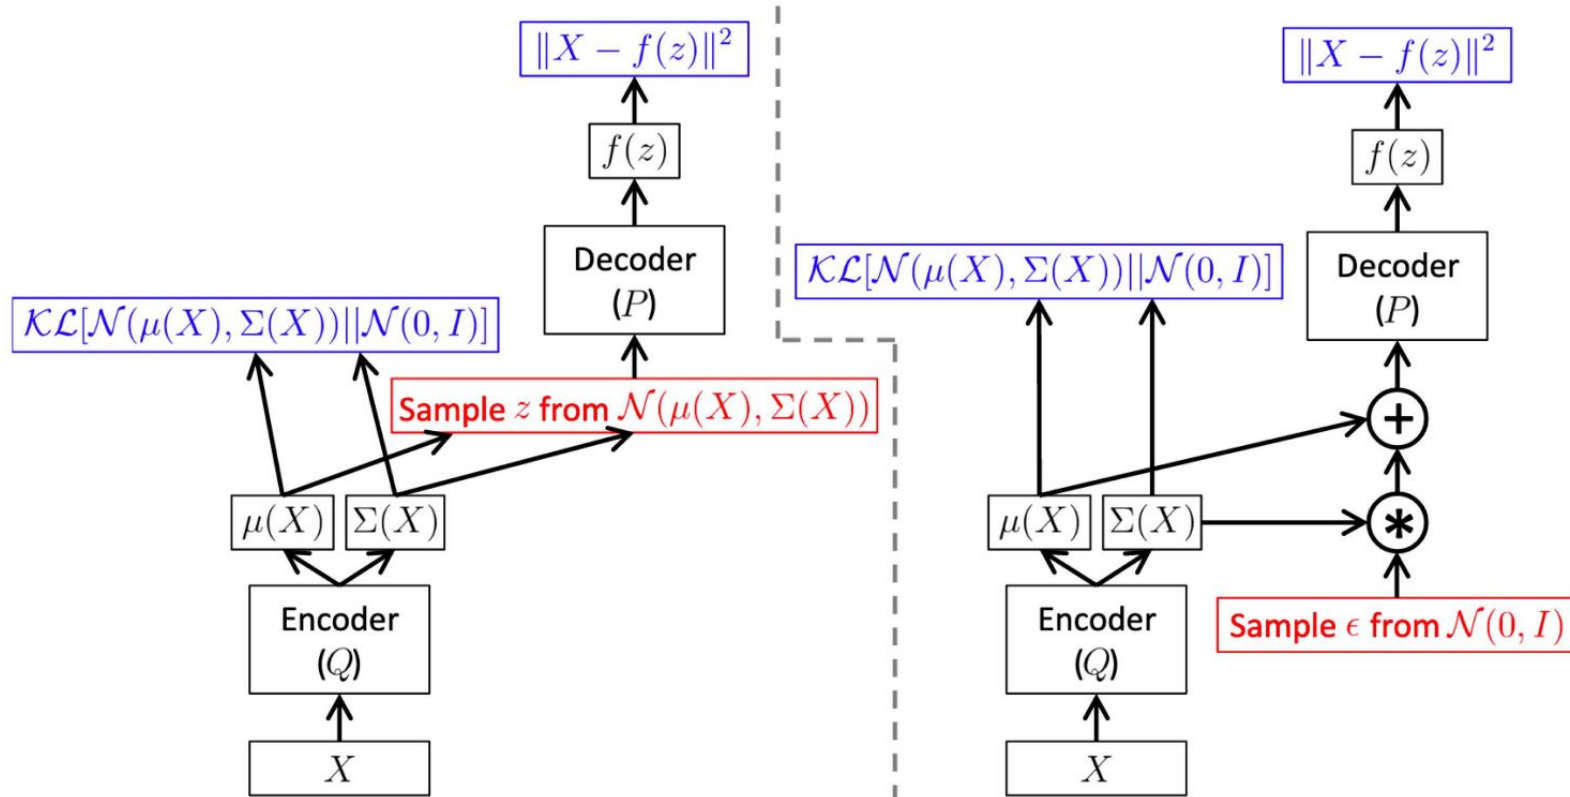 ‖X − f(z)‖²
f(z)
Decoder
(P)
𝒦ℒ[𝒩(μ(X), Σ(X))||𝒩(0, I)]
Sample z from 𝒩(μ(X), Σ(X))
μ(X)
Σ(X)
Encoder
(Q)
X
‖X − f(z)‖²
f(z)
Decoder
(P)
𝒦ℒ[𝒩(μ(X), Σ(X))||𝒩(0, I)]
+
μ(X)
Σ(X)
*
Encoder
(Q)
Sample ϵ from 𝒩(0, I)
X